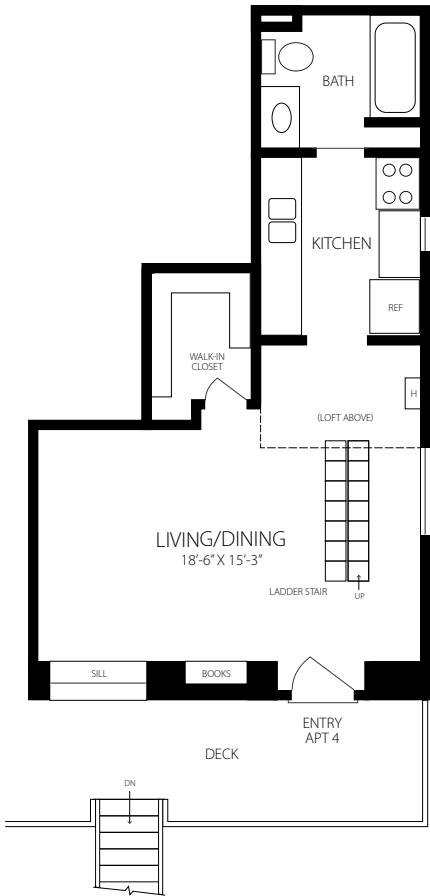 BATH
KITCHEN
REF
WALK-IN
CLOSET
H
(LOFT ABOVE)
LIVING/DINING
18'-6" X 15'-3"
LADDER STAIR
UP
SILL
BOOKS
ENTRY
APT 4
DECK
DN